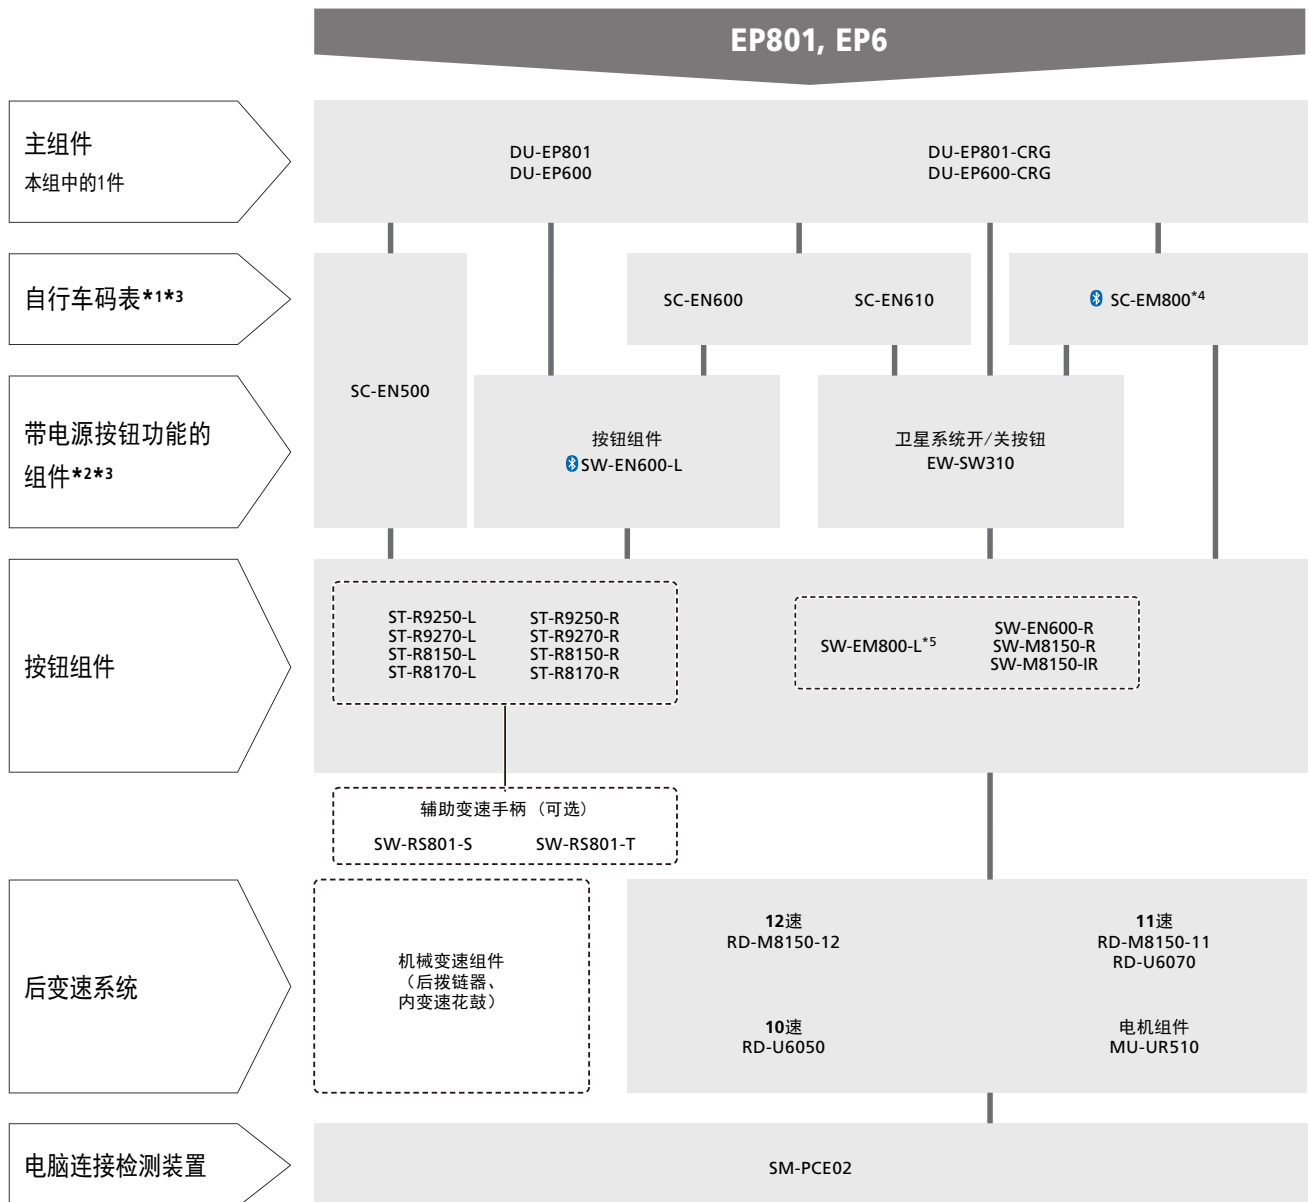 EP801, EP6
主组件
本组中的1件
DU-EP801
DU-EP600
DU-EP801-CRG
DU-EP600-CRG
自行车码表*1*3
SC-EN600
SC-EN610
SC-EM800*4
SC-EN500
带电源按钮功能的
组件*2*3
按钮组件
SW-EN600-L
卫星系统开/关按钮
EW-SW310
按钮组件
ST-R9250-L
ST-R9270-L
ST-R8150-L
ST-R8170-L
ST-R9250-R
ST-R9270-R
ST-R8150-R
ST-R8170-R
SW-EM800-L*5
SW-EN600-R
SW-M8150-R
SW-M8150-IR
辅助变速手柄（可选）
SW-RS801-S
SW-RS801-T
后变速系统
机械变速组件
（后拨链器、
内变速花鼓）
12速
RD-M8150-12
11速
RD-M8150-11
RD-U6070
10速
RD-U6050
电机组件
MU-UR510
电脑连接检测装置
SM-PCE02